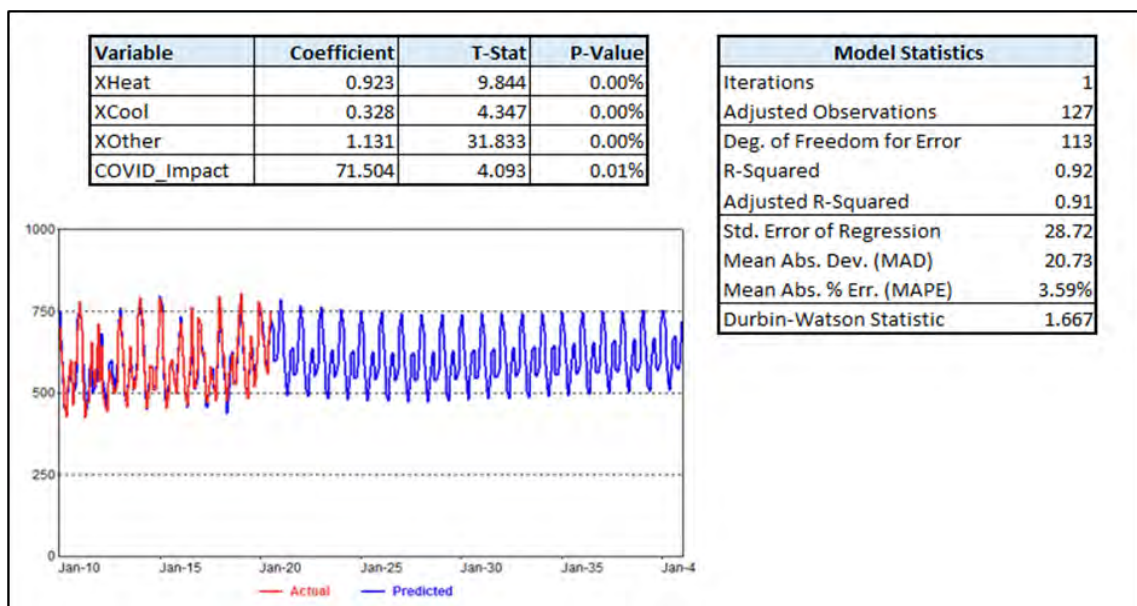 Variable Coefficient T-Stat P-Value
XHeat 0.923 9.844 0.00%
XCool 0.328 4.347 0.00%
XOther 1.131 31.833 0.00%
COVID_Impact 71.504 4.093 0.01%
Model Statistics
Iterations 1
Adjusted Observations 127
Deg. of Freedom for Error 113
R-Squared 0.92
Adjusted R-Squared 0.91
Std. Error of Regression 28.72
Mean Abs. Dev. (MAD) 20.73
Mean Abs. % Err. (MAPE) 3.59%
Durbin-Watson Statistic 1.667
1000
750
500
250
0
Jan-10 Jan-15 Jan-20 Jan-25 Jan-30 Jan-35 Jan-4
Actual Predicted